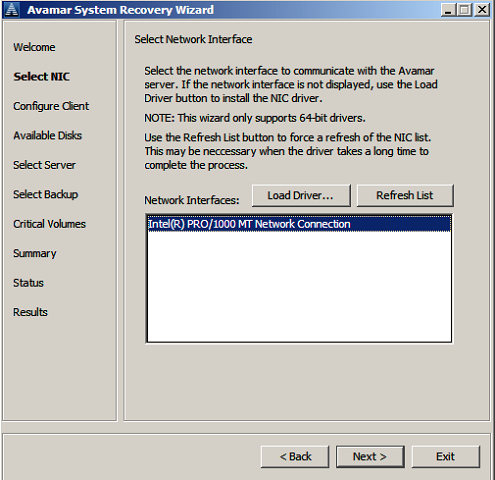 Avamar System Recovery Wizard
Welcome
Select NIC
Configure Client
Available Disks
Select Server
Select Backup
Critical Volumes
Summary
Status
Results
Select Network Interface
Select the network interface to communicate with the Avamar
server. If the network interface is not displayed, use the Load
Driver button to install the NIC driver.
NOTE: This wizard only supports 64-bit drivers.
Use the Refresh List button to force a refresh of the NIC list.
This may be neccessary when the driver takes a long time to
complete the process.
Network Interfaces:
Load Driver...
Refresh List
Intel(R) PRO/1000 MT Network Connection
< Back
Next >
Exit